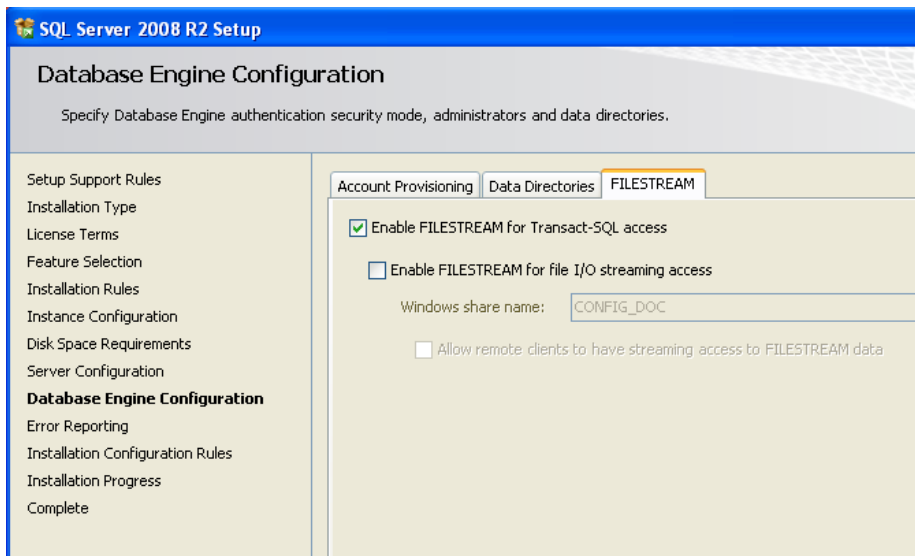 SQL Server 2008 R2 Setup
Database Engine Configuration
Specify Database Engine authentication security mode, administrators and data directories.
Setup Support Rules
Installation Type
License Terms
Feature Selection
Installation Rules
Instance Configuration
Disk Space Requirements
Server Configuration
Database Engine Configuration
Error Reporting
Installation Configuration Rules
Installation Progress
Complete
Account Provisioning Data Directories FILESTREAM
Enable FILESTREAM for Transact-SQL access
Enable FILESTREAM for file I/O streaming access
Windows share name: CONFIG_DOC
Allow remote clients to have streaming access to FILESTREAM data